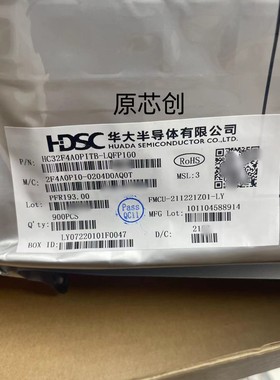 原芯创
HDSC 华大半导体有限公司
HUADA SEMICONDUCTOR CO.,LTD.
P/N: HC32F4A0PITB-LQFP100
RoHS
M/C: 2F4A0PI0-0204D0AQ0T
MSL: 3
Lot: PFR193.00
FMCU-211221Z01-LY
Pass QC11
Q'ty: 900PCS
MFG Lot: 101104588914
BOX ID: LY07220101F0047
D/C: 21